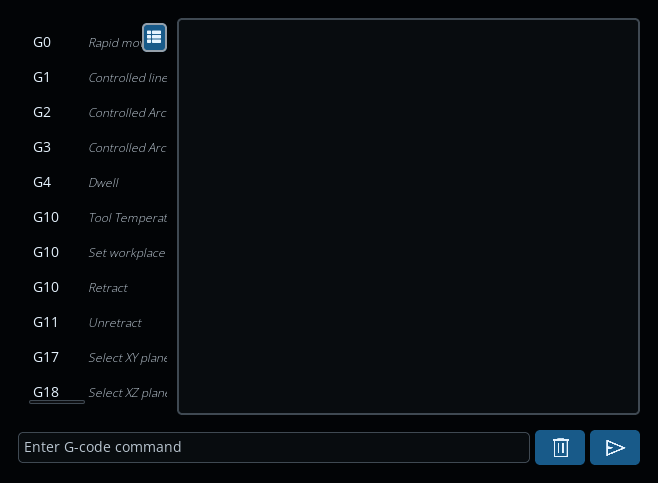 G0 Rapid mov
G1 Controlled line
G2 Controlled Arc
G3 Controlled Arc
G4 Dwell
G10 Tool Temperat
G10 Set workplace
G10 Retract
G11 Unretract
G17 Select XY plane
G18 Select XZ plane
Enter G-code command